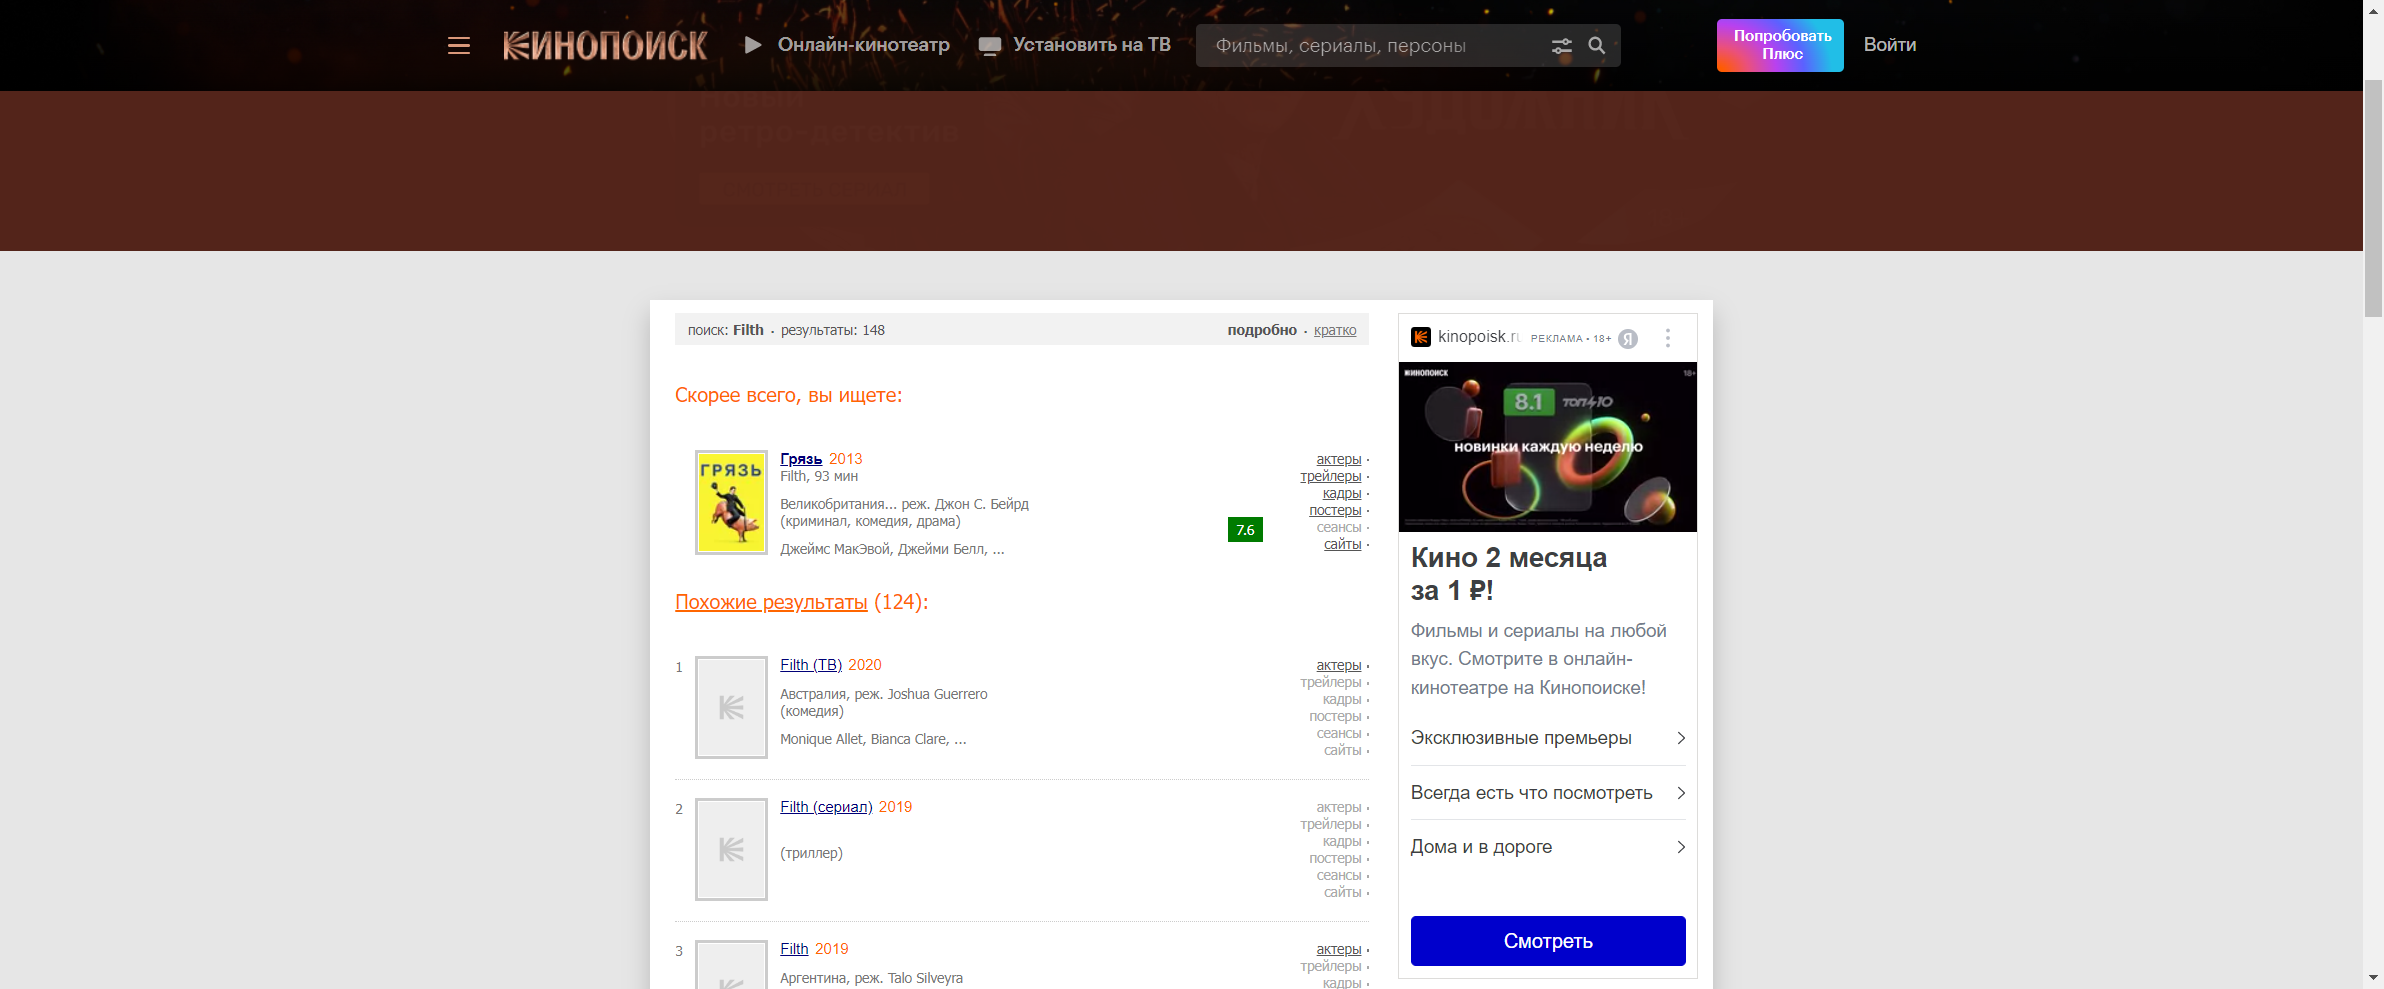 КИНОПОИСК
Онлайн-кинотеатр
Установить на ТВ
Фильмы, сериалы, персоны
Попробовать
Плюс
Войти
Новый
ретро-детектив
ХУДОЖНИК
поиск: Filth • результаты: 148
подробно • кратко
Скорее всего, вы ищете:
ГРЯЗЬ
Грязь 2013
Filth, 93 мин
Великобритания... реж. Джон С. Бейрд
(криминал, комедия, драма)
Джеймс МакЭвой, Джейми Белл, ...
7.6
актеры •
трейлеры •
кадры •
постеры •
сеансы •
сайты •
Похожие результаты (124):
1
Filth (ТВ) 2020
Австралия, реж. Joshua Guerrero
(комедия)
Monique Allet, Bianca Clare, ...
актеры •
трейлеры •
кадры •
постеры •
сеансы •
сайты •
2
Filth (сериал) 2019
(триллер)
актеры •
трейлеры •
кадры •
постеры •
сеансы •
сайты •
3
Filth 2019
Аргентина, реж. Talo Silveyra
актеры •
трейлеры •
кадры •
kinopoisk.ru
РЕКЛАМА • 18+
Я
КИНОПОИСК
18+
8.1 ТОП 10
новинки каждую неделю
Кино 2 месяца
за 1 ₽!
Фильмы и сериалы на любой
вкус. Смотрите в онлайн-
кинотеатре на Кинопоиске!
Эксклюзивные премьеры
Всегда есть что посмотреть
Дома и в дороге
Смотреть